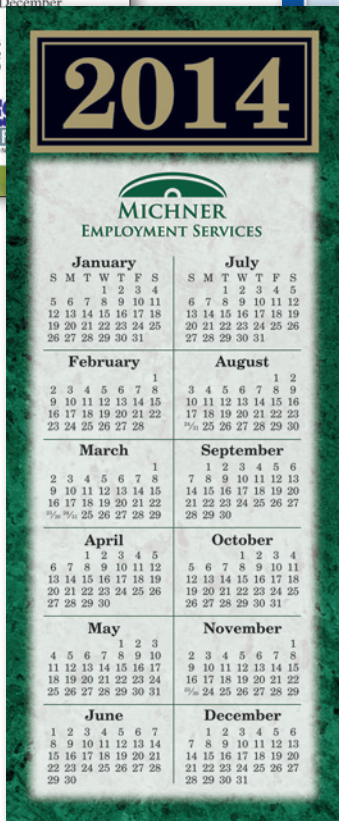 December
2014
MICHNER
EMPLOYMENT SERVICES
January
S M T W T F S
1 2 3 4
5 6 7 8 9 10 11
12 13 14 15 16 17 18
19 20 21 22 23 24 25
26 27 28 29 30 31
February
1
2 3 4 5 6 7 8
9 10 11 12 13 14 15
16 17 18 19 20 21 22
23 24 25 26 27 28
March
1
2 3 4 5 6 7 8
9 10 11 12 13 14 15
16 17 18 19 20 21 22
23/30 24/31 25 26 27 28 29
April
1 2 3 4 5
6 7 8 9 10 11 12
13 14 15 16 17 18 19
20 21 22 23 24 25 26
27 28 29 30
May
1 2 3
4 5 6 7 8 9 10
11 12 13 14 15 16 17
18 19 20 21 22 23 24
25 26 27 28 29 30 31
June
1 2 3 4 5 6 7
8 9 10 11 12 13 14
15 16 17 18 19 20 21
22 23 24 25 26 27 28
29 30
July
S M T W T F S
1 2 3 4 5
6 7 8 9 10 11 12
13 14 15 16 17 18 19
20 21 22 23 24 25 26
27 28 29 30 31
August
1 2
3 4 5 6 7 8 9
10 11 12 13 14 15 16
17 18 19 20 21 22 23
24/31 25 26 27 28 29 30
September
1 2 3 4 5 6
7 8 9 10 11 12 13
14 15 16 17 18 19 20
21 22 23 24 25 26 27
28 29 30
October
1 2 3 4
5 6 7 8 9 10 11
12 13 14 15 16 17 18
19 20 21 22 23 24 25
26 27 28 29 30 31
November
1
2 3 4 5 6 7 8
9 10 11 12 13 14 15
16 17 18 19 20 21 22
23/30 24 25 26 27 28 29
December
1 2 3 4 5 6
7 8 9 10 11 12 13
14 15 16 17 18 19 20
21 22 23 24 25 26 27
28 29 30 31